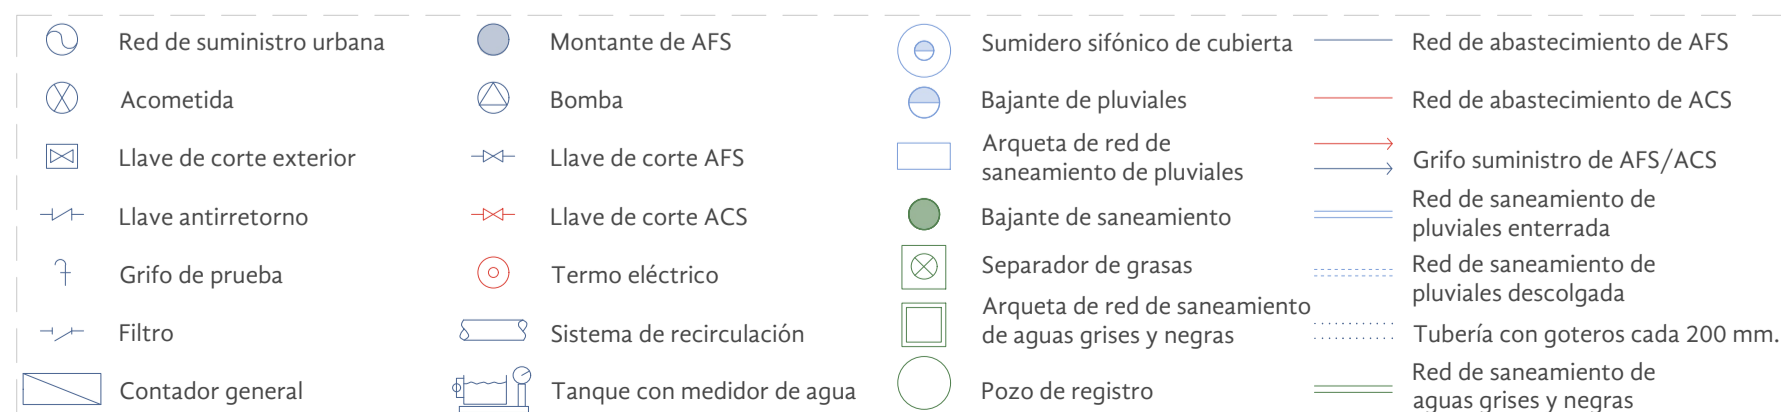 Red de suministro urbana
Acometida
Llave de corte exterior
Llave antirretorno
Grifo de prueba
Filtro
Contador general
Montante de AFS
Bomba
Llave de corte AFS
Llave de corte ACS
Termo eléctrico
Sistema de recirculación
Tanque con medidor de agua
Sumidero sifónico de cubierta
Bajante de pluviales
Arqueta de red de
saneamiento de pluviales
Bajante de saneamiento
Separador de grasas
Arqueta de red de saneamiento
de aguas grises y negras
Pozo de registro
Red de abastecimiento de AFS
Red de abastecimiento de ACS
Grifo suministro de AFS/ACS
Red de saneamiento de
pluviales enterrada
Red de saneamiento de
pluviales descolgada
Tubería con goteros cada 200 mm.
Red de saneamiento de
aguas grises y negras